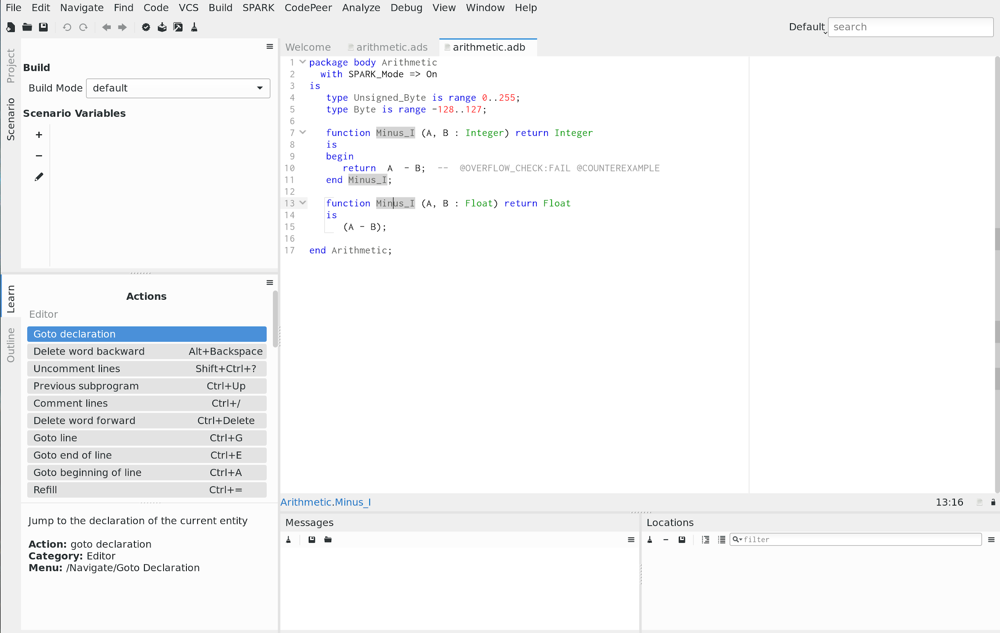 File Edit Navigate Find Code VCS Build SPARK CodePeer Analyze Debug View Window Help
Default search
Project
Scenario
Build
Build Mode default
Scenario Variables
+
−
Learn
Outline
Actions
Editor
Goto declaration
Delete word backward Alt+Backspace
Uncomment lines Shift+Ctrl+?
Previous subprogram Ctrl+Up
Comment lines Ctrl+/
Delete word forward Ctrl+Delete
Goto line Ctrl+G
Goto end of line Ctrl+E
Goto beginning of line Ctrl+A
Refill Ctrl+=
Jump to the declaration of the current entity
Action: goto declaration
Category: Editor
Menu: /Navigate/Goto Declaration
Welcome arithmetic.ads arithmetic.adb
1 package body Arithmetic
2 with SPARK_Mode => On
3 is
4 type Unsigned_Byte is range 0..255;
5 type Byte is range -128..127;
6
7 function Minus_I (A, B : Integer) return Integer
8 is
9 begin
10 return  A  - B;  --  @OVERFLOW_CHECK:FAIL @COUNTEREXAMPLE
11 end Minus_I;
12
13 function Minus_I (A, B : Float) return Float
14 is
15 (A - B);
16
17 end Arithmetic;
Arithmetic.Minus_I 13:16
Messages
Locations
filter